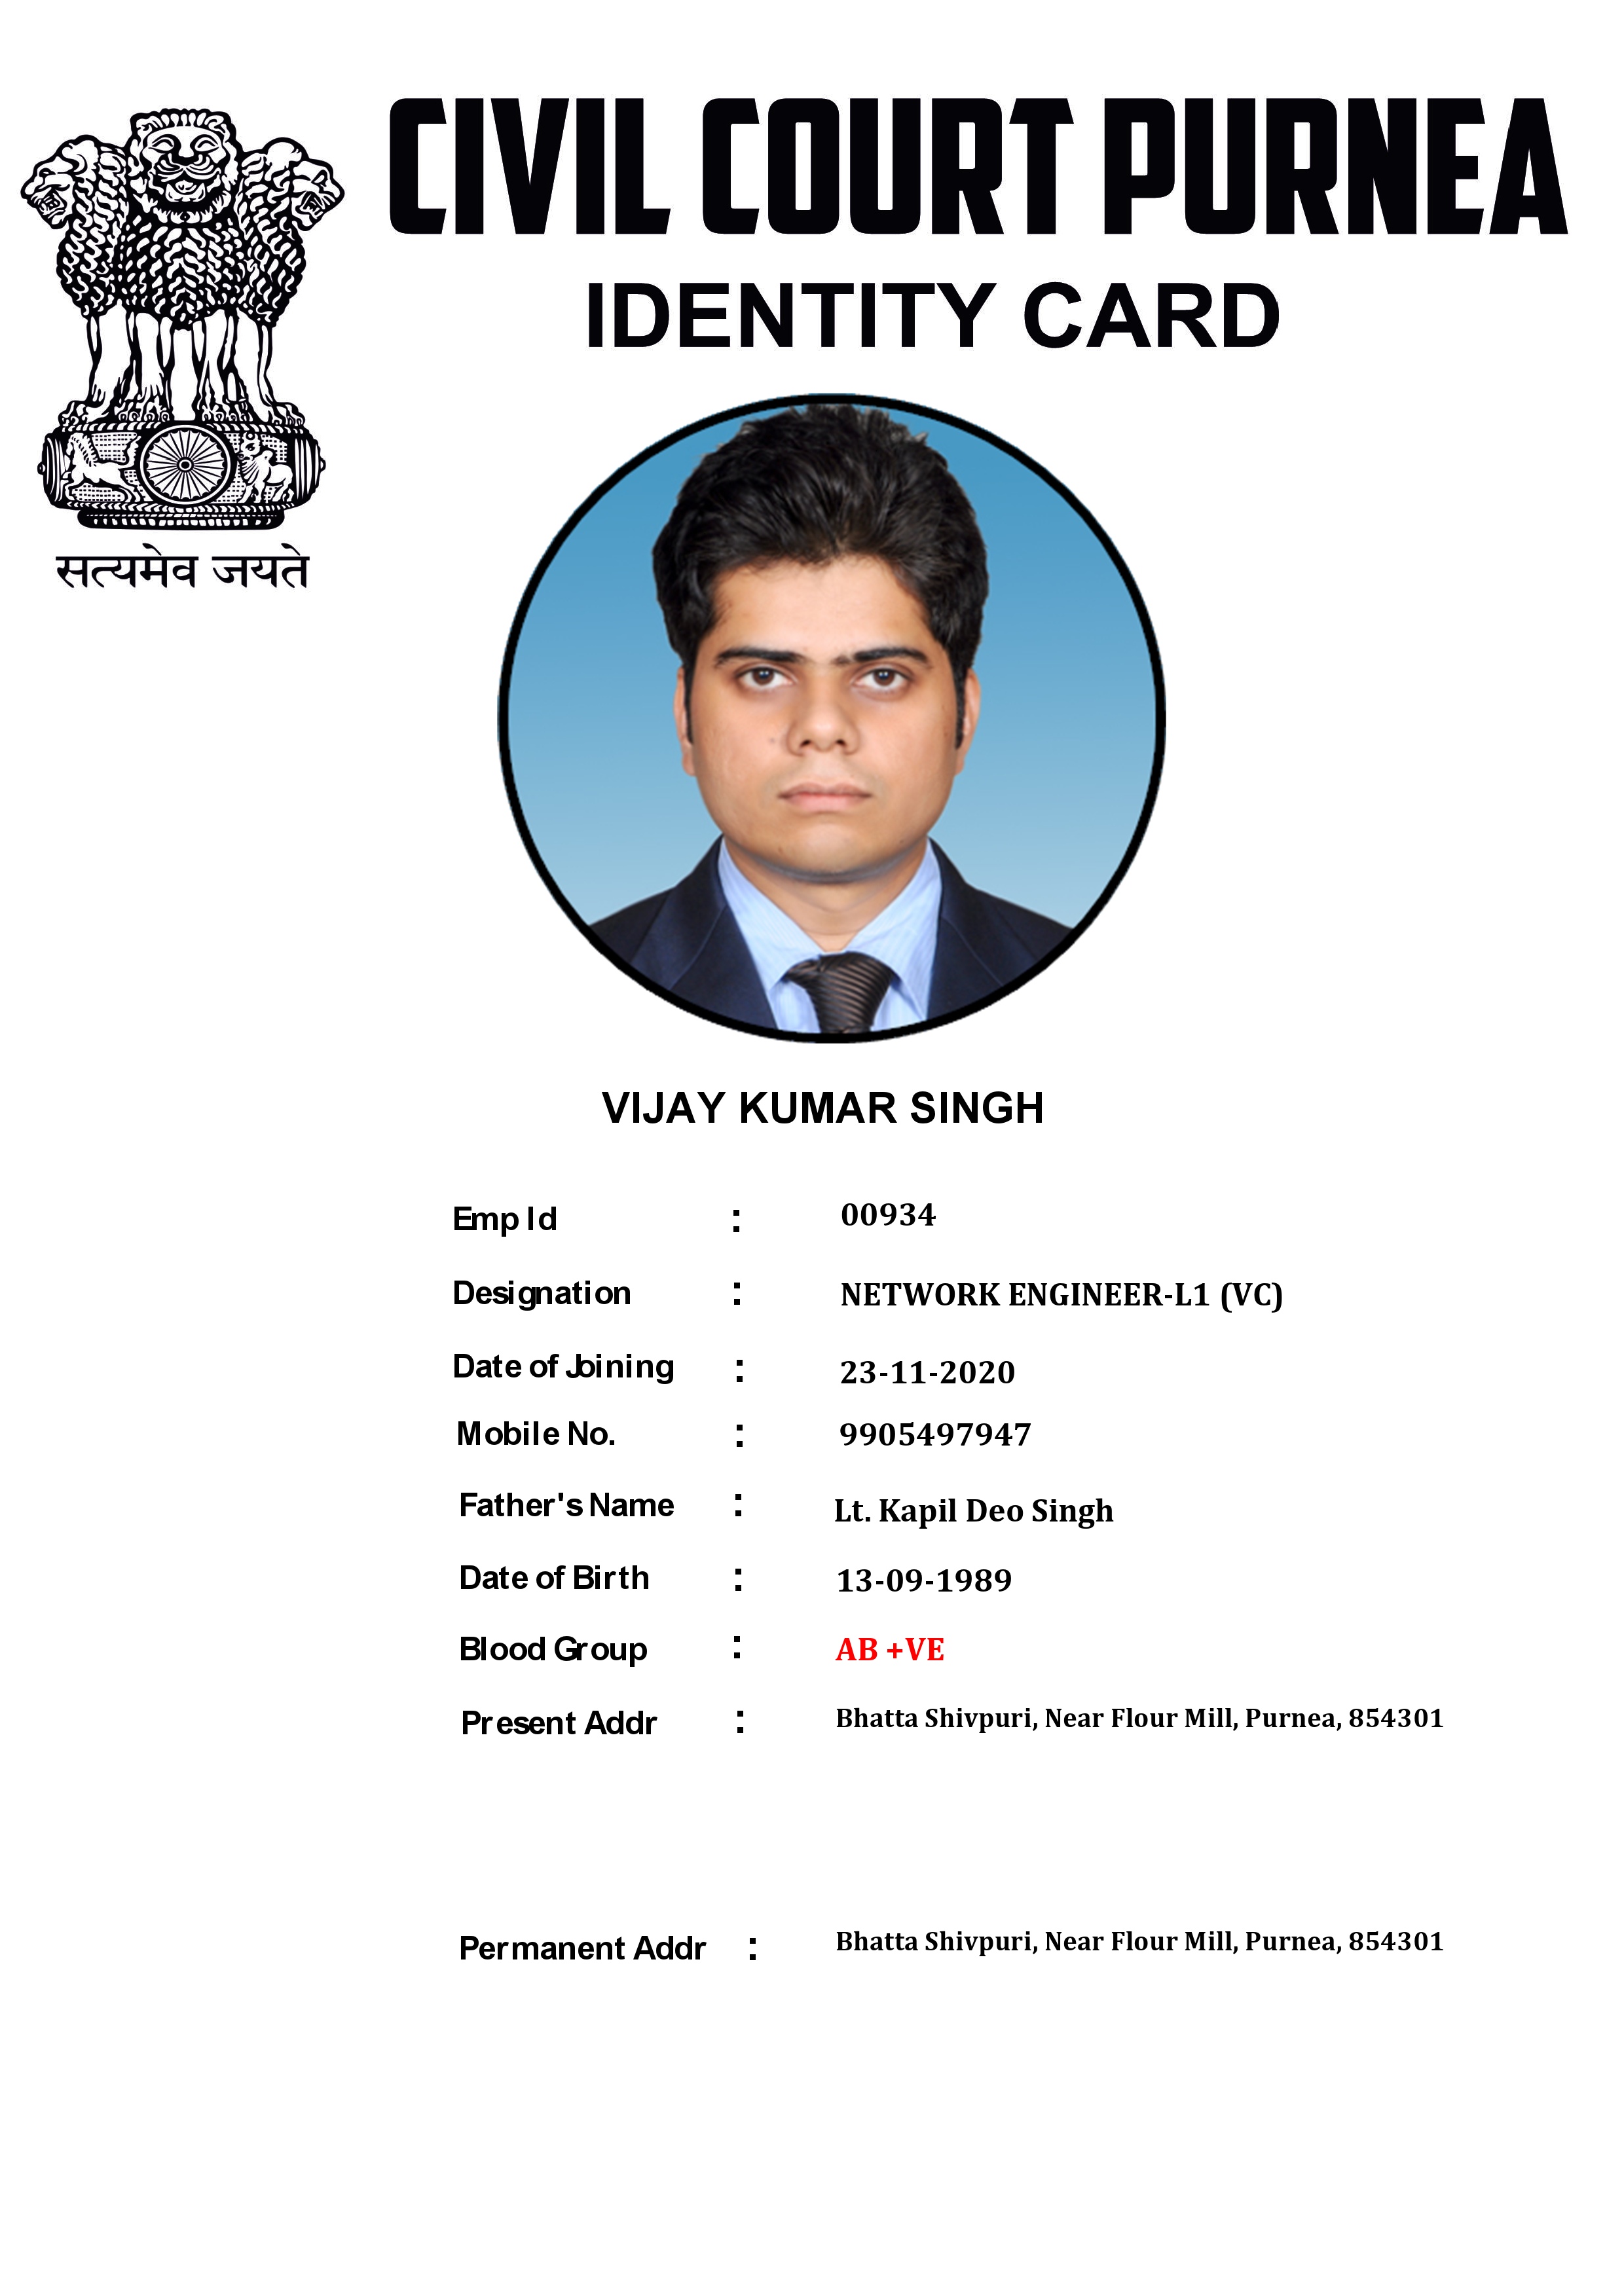 CIVIL COURT PURNEA
IDENTITY CARD
सत्यमेव जयते
VIJAY KUMAR SINGH
Emp Id : 00934
Designation : NETWORK ENGINEER-L1 (VC)
Date of Joining : 23-11-2020
Mobile No. : 9905497947
Father's Name : Lt. Kapil Deo Singh
Date of Birth : 13-09-1989
Blood Group : AB +VE
Present Addr : Bhatta Shivpuri, Near Flour Mill, Purnea, 854301
Permanent Addr : Bhatta Shivpuri, Near Flour Mill, Purnea, 854301